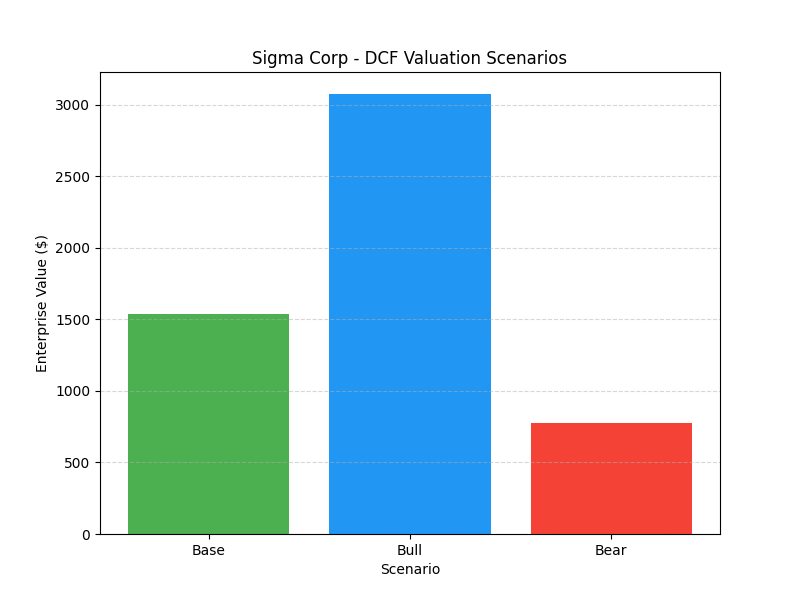 Sigma Corp - DCF Valuation Scenarios
Enterprise Value ($)
3000
2500
2000
1500
1000
500
0
Base Bull Bear
Scenario